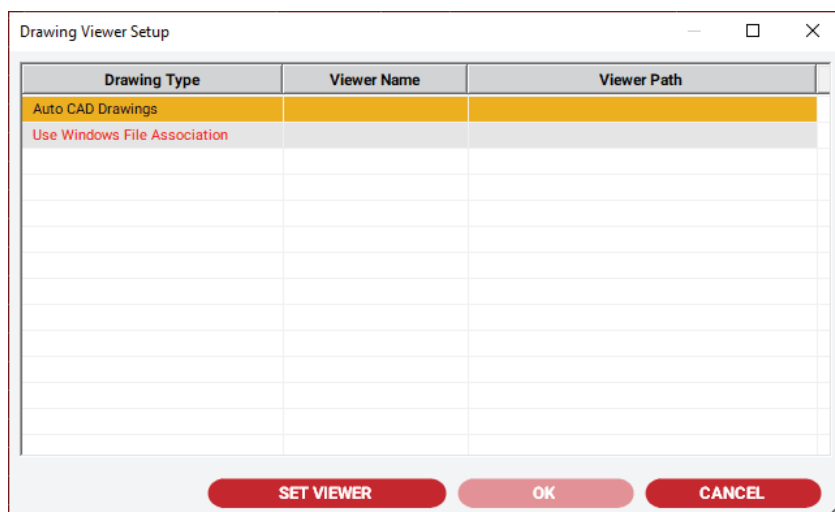 Drawing Viewer Setup
Drawing Type Viewer Name Viewer Path
Auto CAD Drawings
Use Windows File Association
SET VIEWER OK CANCEL